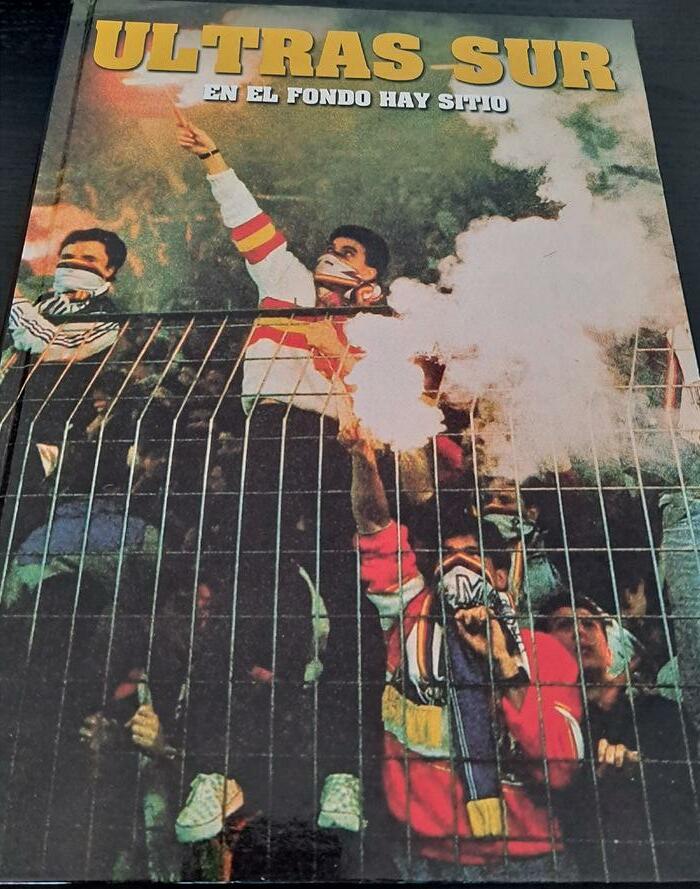 ULTRAS SUR
EN EL FONDO HAY SITIO
M